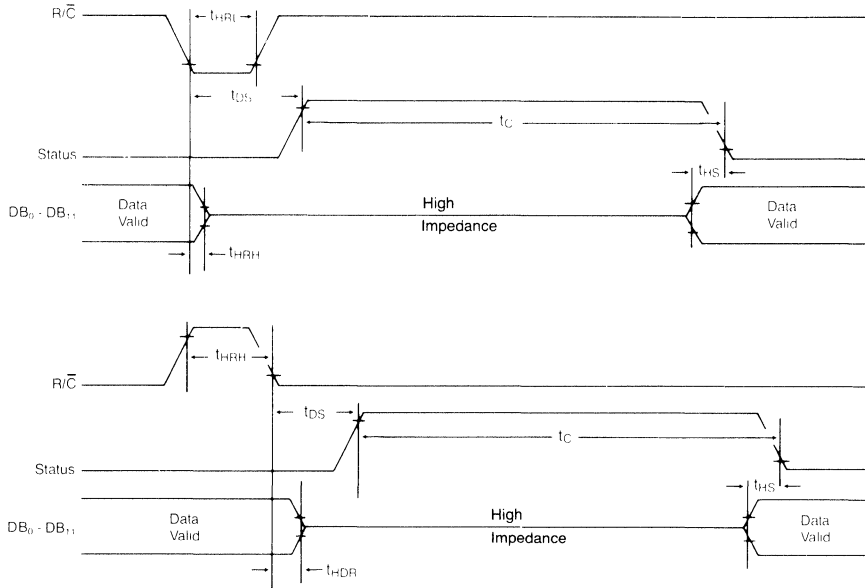 R/C̅
tHRL
tDS
tC
Status
tHS
DB0 - DB11
Data
Valid
High
Impedance
Data
Valid
tHRH
R/C̅
tHRH
tDS
tC
Status
tHS
DB0 - DB11
Data
Valid
High
Impedance
Data
Valid
tHDR